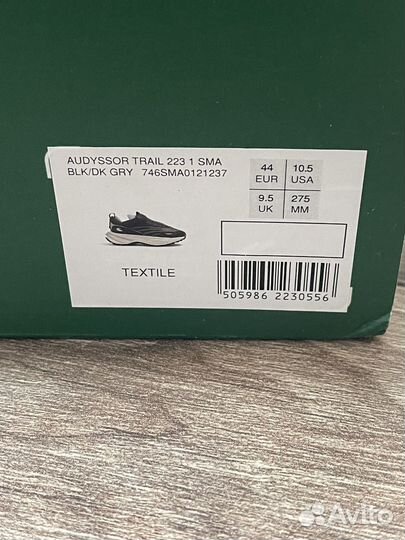 AUDYSSOR TRAIL 223 1 SMA
BLK/DK GRY 746SMA0121237
44 EUR
10.5 USA
9.5 UK
275 MM
TEXTILE
505986 2230556
Avito